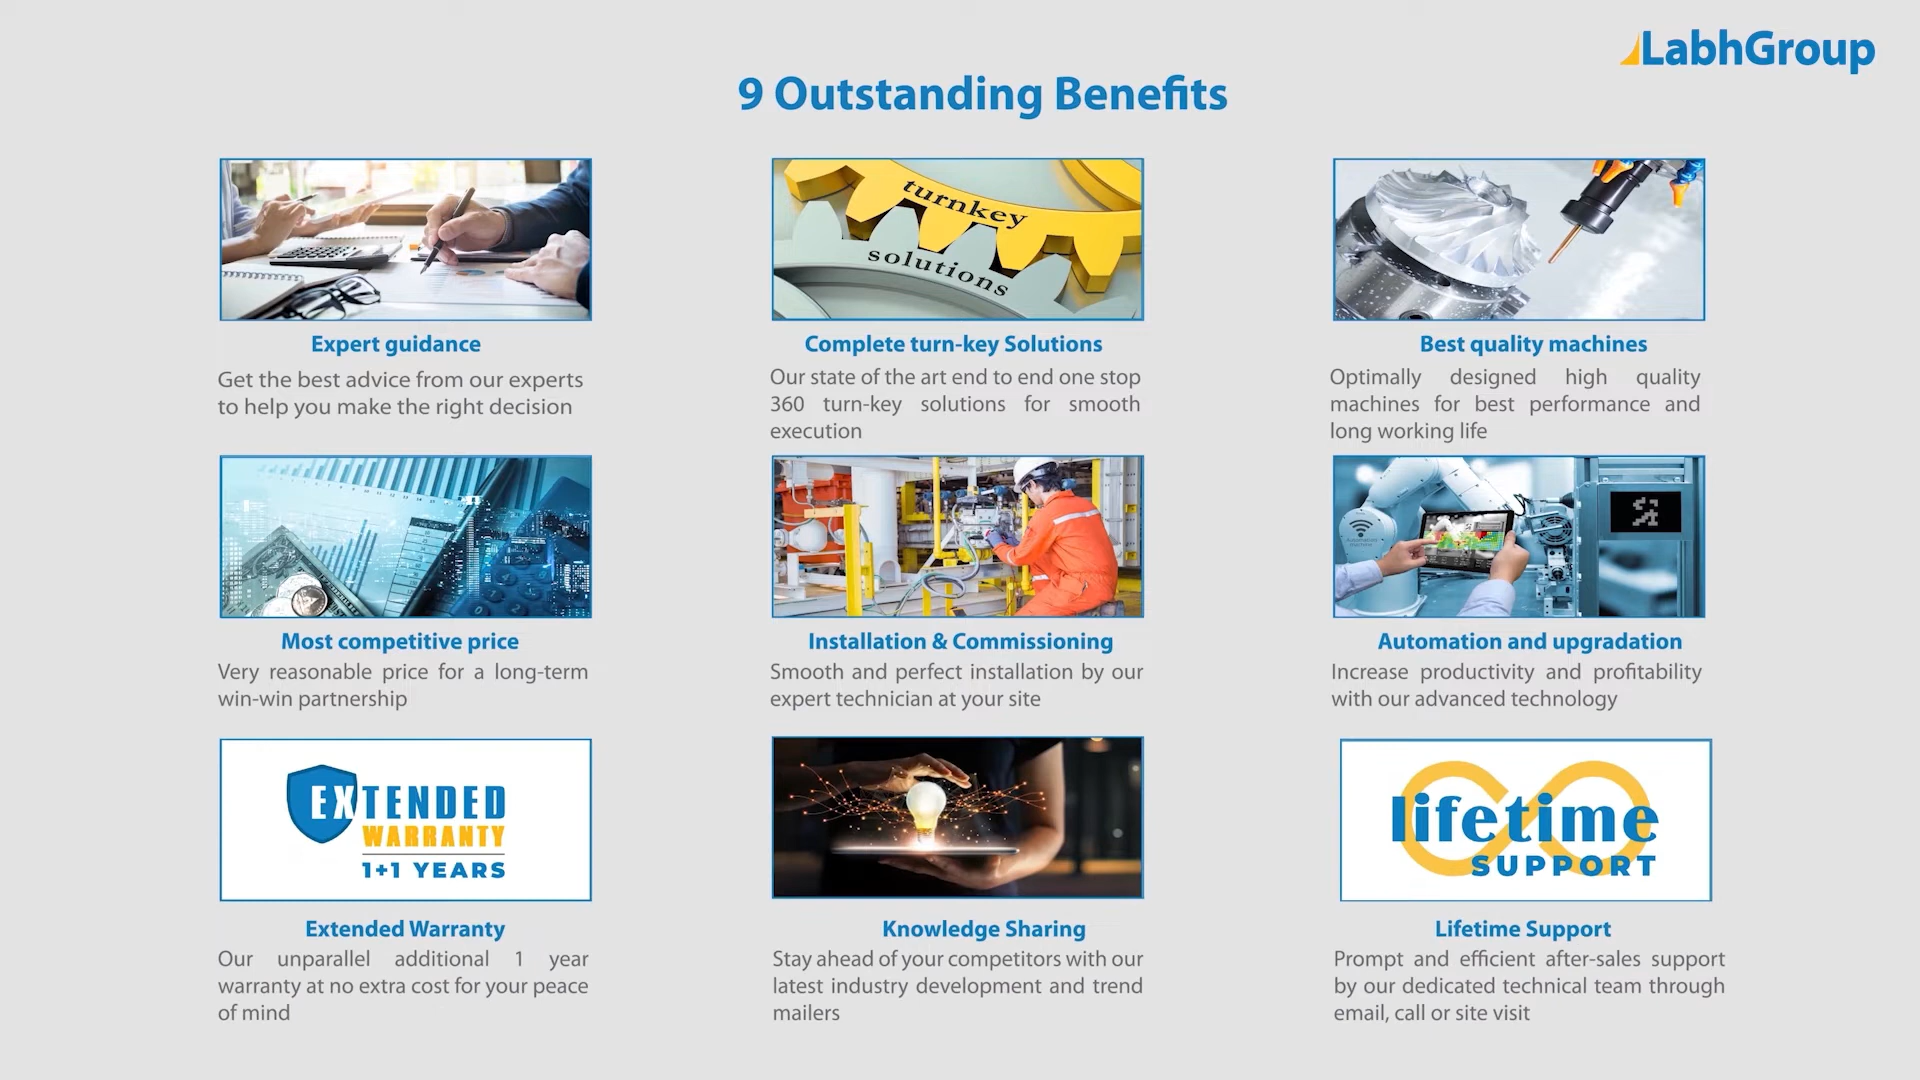 LabhGroup
9 Outstanding Benefits
turnkey
solutions
Expert guidance
Get the best advice from our experts
to help you make the right decision
Complete turn-key Solutions
Our state of the art end to end one stop
360 turn-key solutions for smooth
execution
Best quality machines
Optimally designed high quality
machines for best performance and
long working life
Most competitive price
Very reasonable price for a long-term
win-win partnership
Installation & Commissioning
Smooth and perfect installation by our
expert technician at your site
Automation and upgradation
Increase productivity and profitability
with our advanced technology
EXTENDED
WARRANTY
1+1 YEARS
Extended Warranty
Our unparallel additional 1 year
warranty at no extra cost for your peace
of mind
Knowledge Sharing
Stay ahead of your competitors with our
latest industry development and trend
mailers
lifetime
SUPPORT
Lifetime Support
Prompt and efficient after-sales support
by our dedicated technical team through
email, call or site visit